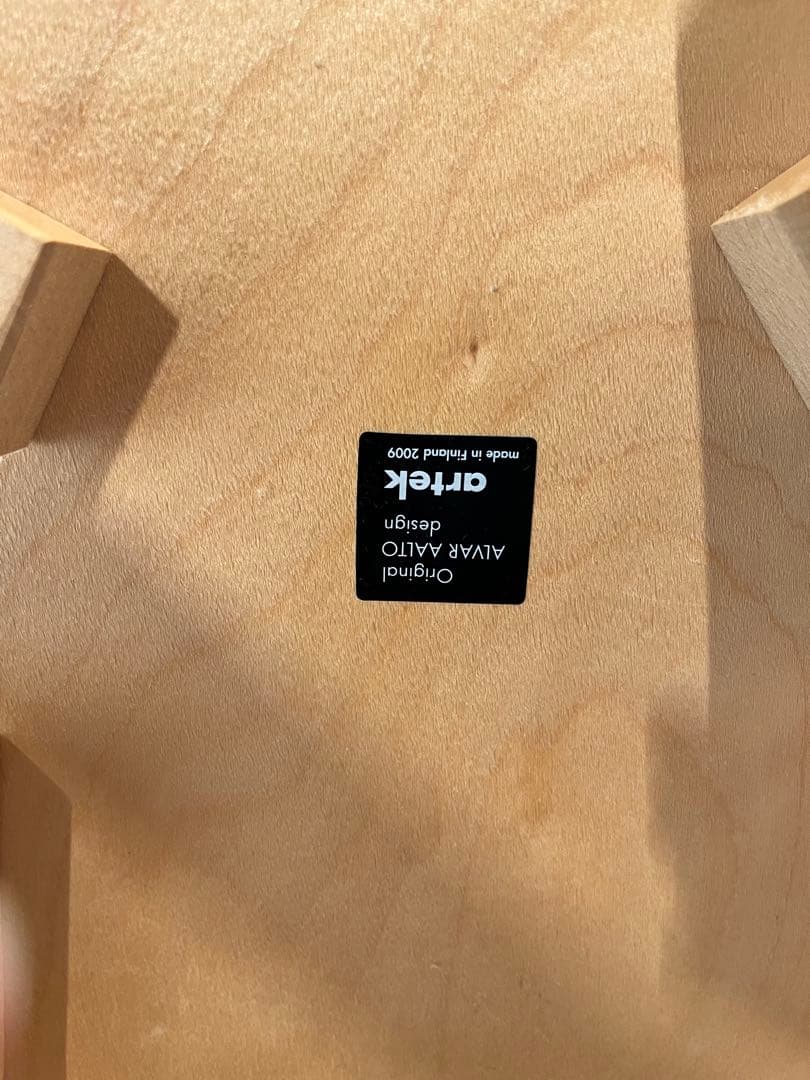 Original
ALVAR AALTO
design
artek
made in Finland 2009